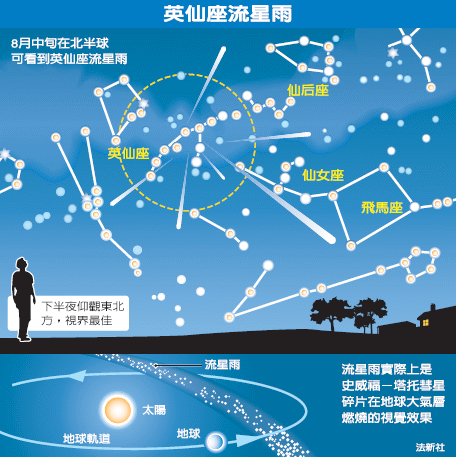 英仙座流星雨
8月中旬在北半球
可看到英仙座流星雨
仙后座
英仙座
仙女座
飛馬座
下半夜仰觀東北
方，視界最佳
流星雨
太陽
地球軌道
地球
流星雨實際上是
史威福－塔托彗星
碎片在地球大氣層
燃燒的視覺效果
法新社